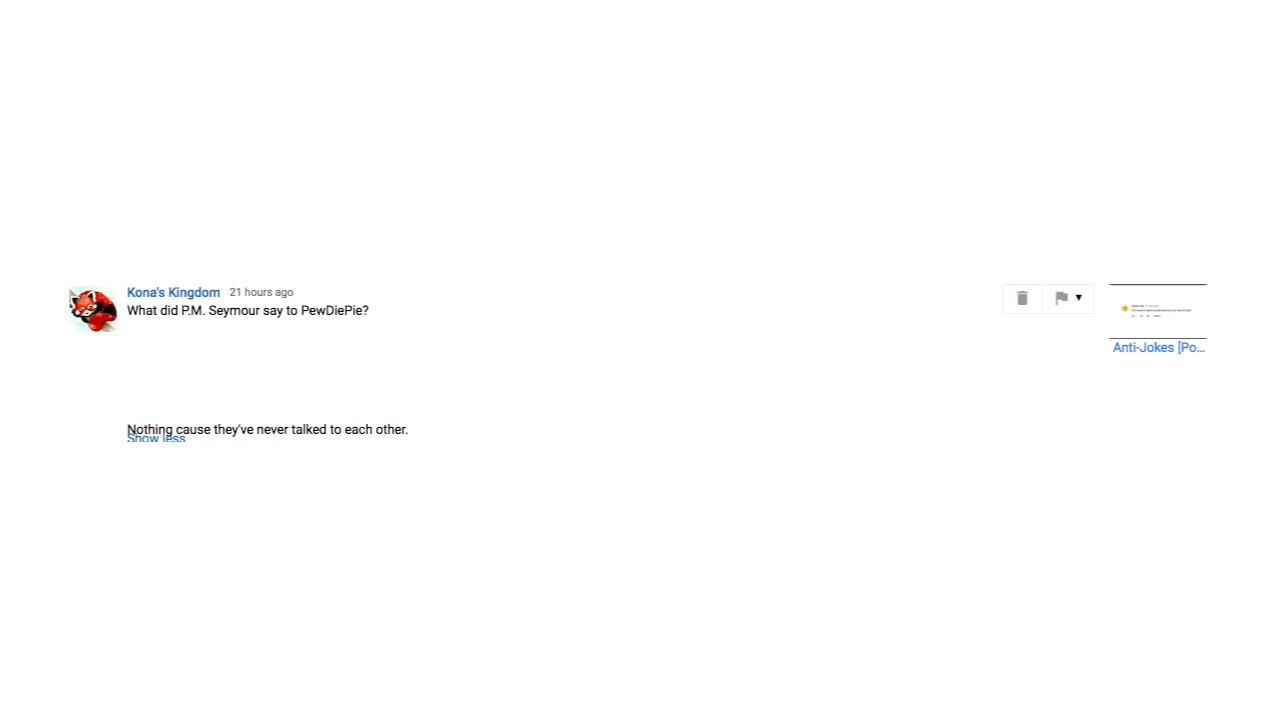 Kona's Kingdom 21 hours ago
What did P.M. Seymour say to PewDiePie?
Anti-Jokes [Po...
Nothing cause they've never talked to each other.
Show less